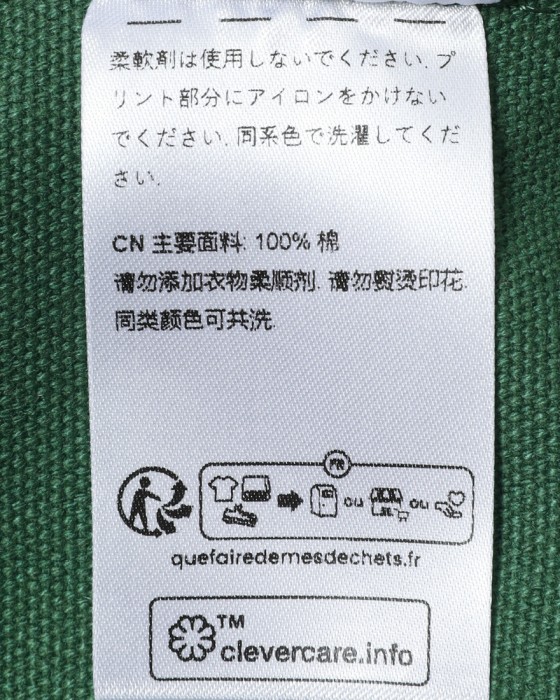 柔軟剤は使用しないでください. プ
リント部分にアイロンをかけない
でください. 同系色で洗濯してくだ
さい.
CN 主要面料: 100% 棉
请勿添加衣物柔顺剂. 请勿熨烫印花.
同类颜色可共洗.
FR
ou ou
quefairedemesdechets.fr
TM
clevercare.info